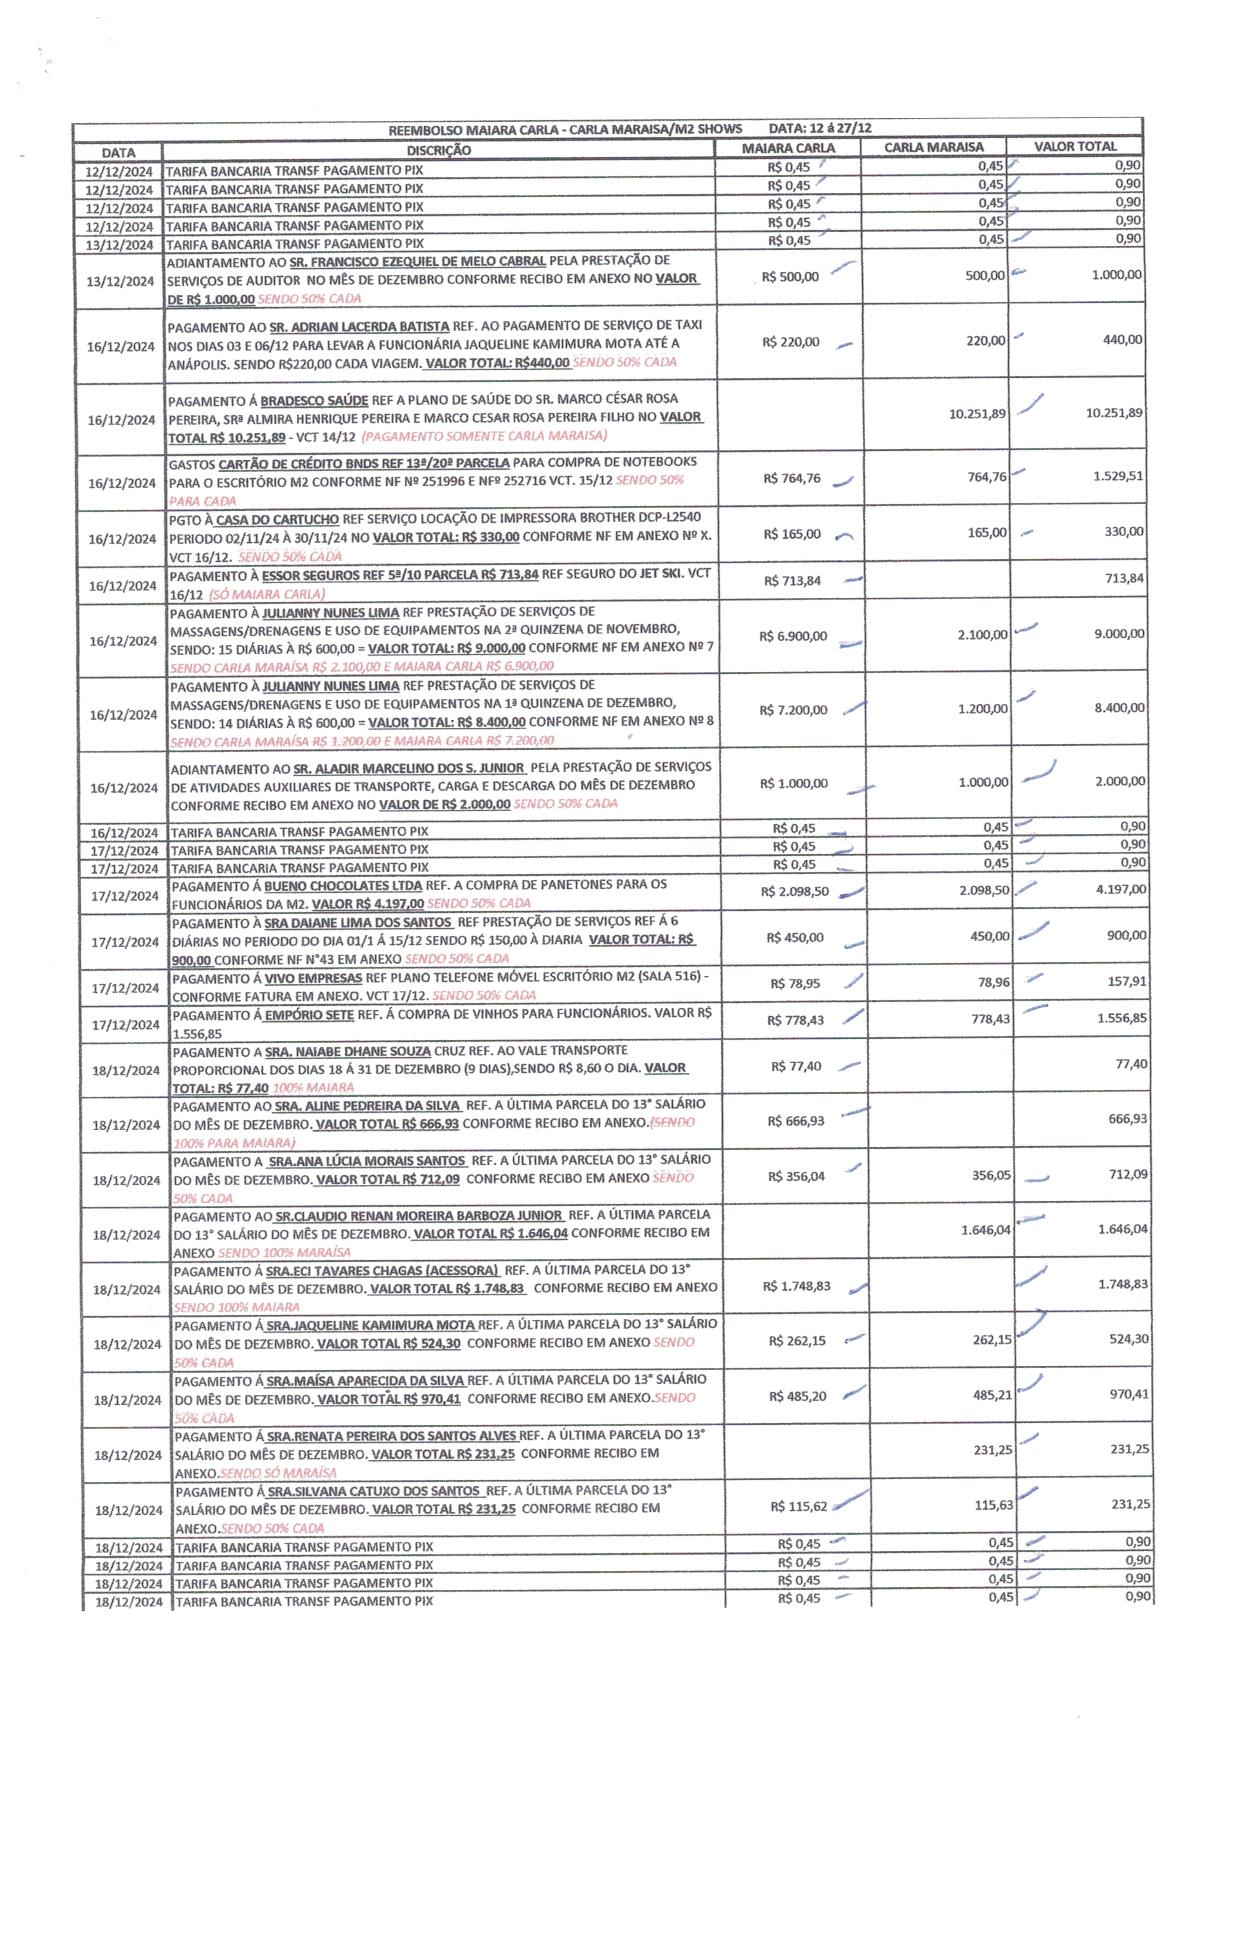 REEMBOLSO MAIARA CARLA - CARLA MARAISA/M2 SHOWS DATA: 12 á 27/12
DATA DISCRIÇÃO MAIARA CARLA CARLA MARAISA VALOR TOTAL
12/12/2024 TARIFA BANCARIA TRANSF PAGAMENTO PIX R$ 0,45 0,45 0,90
12/12/2024 TARIFA BANCARIA TRANSF PAGAMENTO PIX R$ 0,45 0,45 0,90
12/12/2024 TARIFA BANCARIA TRANSF PAGAMENTO PIX R$ 0,45 0,45 0,90
12/12/2024 TARIFA BANCARIA TRANSF PAGAMENTO PIX R$ 0,45 0,45 0,90
13/12/2024 TARIFA BANCARIA TRANSF PAGAMENTO PIX R$ 0,45 0,45 0,90
ADIANTAMENTO AO SR. FRANCISCO EZEQUIEL DE MELO CABRAL PELA PRESTAÇÃO DE
13/12/2024 SERVIÇOS DE AUDITOR NO MÊS DE DEZEMBRO CONFORME RECIBO EM ANEXO NO VALOR R$ 500,00 500,00 1.000,00
DE R$ 1.000,00 SENDO 50% CADA
PAGAMENTO AO SR. ADRIAN LACERDA BATISTA REF. AO PAGAMENTO DE SERVIÇO DE TAXI
16/12/2024 NOS DIAS 03 E 06/12 PARA LEVAR A FUNCIONÁRIA JAQUELINE KAMIMURA MOTA ATÉ A R$ 220,00 220,00 440,00
ANÁPOLIS. SENDO R$220,00 CADA VIAGEM. VALOR TOTAL: R$440,00 SENDO 50% CADA
PAGAMENTO Á BRADESCO SAÚDE REF A PLANO DE SAÚDE DO SR. MARCO CÉSAR ROSA
16/12/2024 PEREIRA, SRª ALMIRA HENRIQUE PEREIRA E MARCO CESAR ROSA PEREIRA FILHO NO VALOR 10.251,89 10.251,89
TOTAL R$ 10.251,89 - VCT 14/12 (PAGAMENTO SOMENTE CARLA MARAISA)
GASTOS CARTÃO DE CRÉDITO BNDS REF 13ª/20ª PARCELA PARA COMPRA DE NOTEBOOKS
16/12/2024 PARA O ESCRITÓRIO M2 CONFORME NF Nº 251996 E NFº 252716 VCT. 15/12 SENDO 50% R$ 764,76 764,76 1.529,51
PARA CADA
PGTO À CASA DO CARTUCHO REF SERVIÇO LOCAÇÃO DE IMPRESSORA BROTHER DCP-L2540
16/12/2024 PERIODO 02/11/24 À 30/11/24 NO VALOR TOTAL: R$ 330,00 CONFORME NF EM ANEXO Nº X. R$ 165,00 165,00 330,00
VCT 16/12. SENDO 50% CADA
16/12/2024 PAGAMENTO À ESSOR SEGUROS REF 5ª/10 PARCELA R$ 713,84 REF SEGURO DO JET SKI. VCT R$ 713,84 713,84
16/12 (SÓ MAIARA CARLA)
PAGAMENTO À JULIANNY NUNES LIMA REF PRESTAÇÃO DE SERVIÇOS DE
16/12/2024 MASSAGENS/DRENAGENS E USO DE EQUIPAMENTOS NA 2ª QUINZENA DE NOVEMBRO, R$ 6.900,00 2.100,00 9.000,00
SENDO: 15 DIÁRIAS À R$ 600,00 = VALOR TOTAL: R$ 9.000,00 CONFORME NF EM ANEXO Nº 7
SENDO CARLA MARAÍSA R$ 2.100,00 E MAIARA CARLA R$ 6.900,00
PAGAMENTO À JULIANNY NUNES LIMA REF PRESTAÇÃO DE SERVIÇOS DE
16/12/2024 MASSAGENS/DRENAGENS E USO DE EQUIPAMENTOS NA 1ª QUINZENA DE DEZEMBRO, R$ 7.200,00 1.200,00 8.400,00
SENDO: 14 DIÁRIAS À R$ 600,00 = VALOR TOTAL: R$ 8.400,00 CONFORME NF EM ANEXO Nº 8
SENDO CARLA MARAÍSA R$ 1.200,00 E MAIARA CARLA R$ 7.200,00
ADIANTAMENTO AO SR. ALADIR MARCELINO DOS S. JUNIOR PELA PRESTAÇÃO DE SERVIÇOS
16/12/2024 DE ATIVIDADES AUXILIARES DE TRANSPORTE, CARGA E DESCARGA DO MÊS DE DEZEMBRO R$ 1.000,00 1.000,00 2.000,00
CONFORME RECIBO EM ANEXO NO VALOR DE R$ 2.000,00 SENDO 50% CADA
16/12/2024 TARIFA BANCARIA TRANSF PAGAMENTO PIX R$ 0,45 0,45 0,90
17/12/2024 TARIFA BANCARIA TRANSF PAGAMENTO PIX R$ 0,45 0,45 0,90
17/12/2024 TARIFA BANCARIA TRANSF PAGAMENTO PIX R$ 0,45 0,45 0,90
17/12/2024 PAGAMENTO Á BUENO CHOCOLATES LTDA REF. A COMPRA DE PANETONES PARA OS R$ 2.098,50 2.098,50 4.197,00
FUNCIONÁRIOS DA M2. VALOR R$ 4.197,00 SENDO 50% CADA
PAGAMENTO À SRA DAIANE LIMA DOS SANTOS REF PRESTAÇÃO DE SERVIÇOS REF Á 6
17/12/2024 DIÁRIAS NO PERIODO DO DIA 01/1 Á 15/12 SENDO R$ 150,00 À DIARIA VALOR TOTAL: R$ R$ 450,00 450,00 900,00
900,00 CONFORME NF N°43 EM ANEXO SENDO 50% CADA
17/12/2024 PAGAMENTO Á VIVO EMPRESAS REF PLANO TELEFONE MÓVEL ESCRITÓRIO M2 (SALA 516) - R$ 78,95 78,96 157,91
CONFORME FATURA EM ANEXO. VCT 17/12. SENDO 50% CADA
17/12/2024 PAGAMENTO Á EMPÓRIO SETE REF. Á COMPRA DE VINHOS PARA FUNCIONÁRIOS. VALOR R$ R$ 778,43 778,43 1.556,85
1.556,85
PAGAMENTO A SRA. NAIABE DHANE SOUZA CRUZ REF. AO VALE TRANSPORTE
18/12/2024 PROPORCIONAL DOS DIAS 18 Á 31 DE DEZEMBRO (9 DIAS),SENDO R$ 8,60 O DIA. VALOR R$ 77,40 77,40
TOTAL: R$ 77,40 100% MAIARA
PAGAMENTO AO SRA. ALINE PEDREIRA DA SILVA REF. A ÚLTIMA PARCELA DO 13° SALÁRIO
18/12/2024 DO MÊS DE DEZEMBRO. VALOR TOTAL R$ 666,93 CONFORME RECIBO EM ANEXO.(SENDO R$ 666,93 666,93
100% PARA MAIARA)
PAGAMENTO A SRA.ANA LÚCIA MORAIS SANTOS REF. A ÚLTIMA PARCELA DO 13° SALÁRIO
18/12/2024 DO MÊS DE DEZEMBRO. VALOR TOTAL R$ 712,09 CONFORME RECIBO EM ANEXO SENDO R$ 356,04 356,05 712,09
50% CADA
PAGAMENTO AO SR.CLAUDIO RENAN MOREIRA BARBOZA JUNIOR REF. A ÚLTIMA PARCELA
18/12/2024 DO 13° SALÁRIO DO MÊS DE DEZEMBRO. VALOR TOTAL R$ 1.646,04 CONFORME RECIBO EM 1.646,04 1.646,04
ANEXO SENDO 100% MARAÍSA
PAGAMENTO Á SRA.ECI TAVARES CHAGAS (ACESSORA) REF. A ÚLTIMA PARCELA DO 13°
18/12/2024 SALÁRIO DO MÊS DE DEZEMBRO. VALOR TOTAL R$ 1.748,83 CONFORME RECIBO EM ANEXO R$ 1.748,83 1.748,83
SENDO 100% MAIARA
PAGAMENTO Á SRA.JAQUELINE KAMIMURA MOTA REF. A ÚLTIMA PARCELA DO 13° SALÁRIO
18/12/2024 DO MÊS DE DEZEMBRO. VALOR TOTAL R$ 524,30 CONFORME RECIBO EM ANEXO SENDO R$ 262,15 262,15 524,30
50% CADA
PAGAMENTO Á SRA.MAÍSA APARECIDA DA SILVA REF. A ÚLTIMA PARCELA DO 13° SALÁRIO
18/12/2024 DO MÊS DE DEZEMBRO. VALOR TOTAL R$ 970,41 CONFORME RECIBO EM ANEXO.SENDO R$ 485,20 485,21 970,41
50% CADA
PAGAMENTO Á SRA.RENATA PEREIRA DOS SANTOS ALVES REF. A ÚLTIMA PARCELA DO 13°
18/12/2024 SALÁRIO DO MÊS DE DEZEMBRO. VALOR TOTAL R$ 231,25 CONFORME RECIBO EM 231,25 231,25
ANEXO.SENDO SÓ MARAÍSA
PAGAMENTO Á SRA.SILVANA CATUXO DOS SANTOS REF. A ÚLTIMA PARCELA DO 13°
18/12/2024 SALÁRIO DO MÊS DE DEZEMBRO. VALOR TOTAL R$ 231,25 CONFORME RECIBO EM R$ 115,62 115,63 231,25
ANEXO.SENDO 50% CADA
18/12/2024 TARIFA BANCARIA TRANSF PAGAMENTO PIX R$ 0,45 0,45 0,90
18/12/2024 TARIFA BANCARIA TRANSF PAGAMENTO PIX R$ 0,45 0,45 0,90
18/12/2024 TARIFA BANCARIA TRANSF PAGAMENTO PIX R$ 0,45 0,45 0,90
18/12/2024 TARIFA BANCARIA TRANSF PAGAMENTO PIX R$ 0,45 0,45 0,90